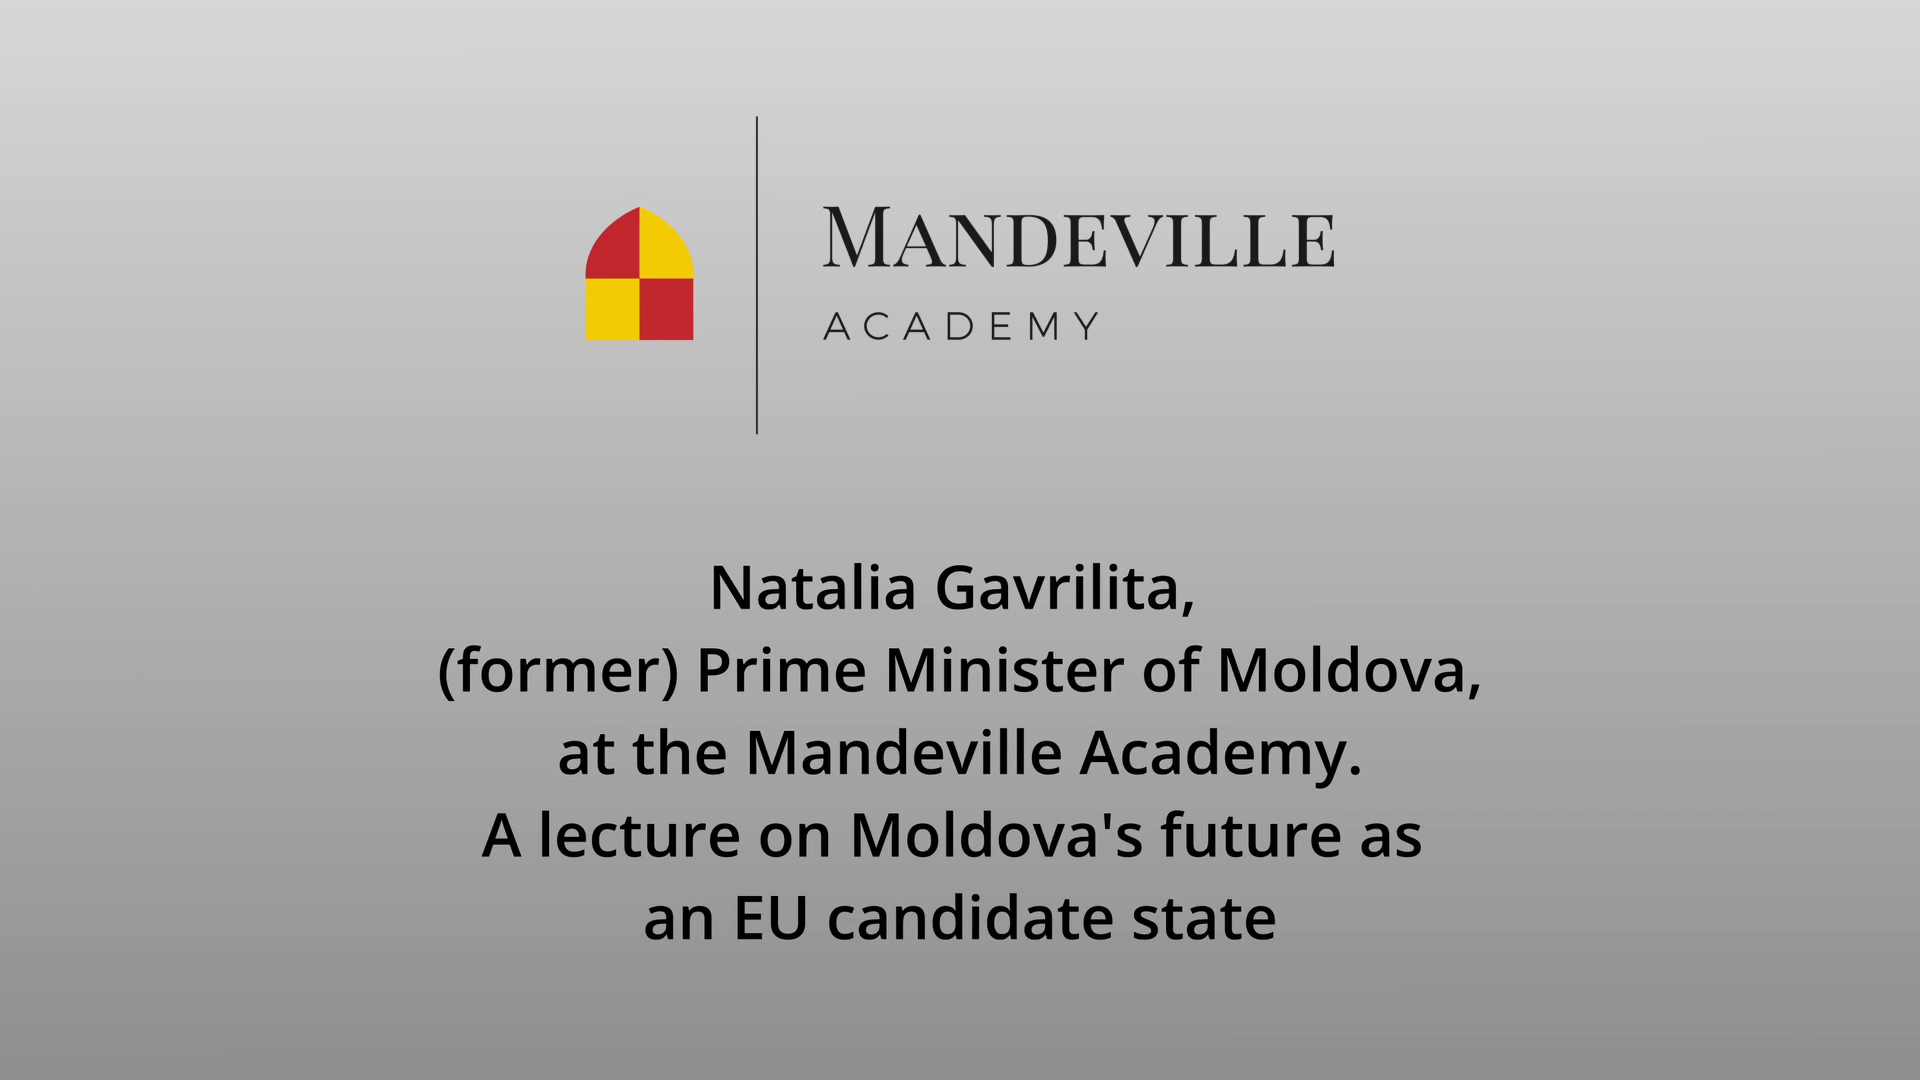 MANDEVILLE
ACADEMY
Natalia Gavrilita,
(former) Prime Minister of Moldova,
at the Mandeville Academy.
A lecture on Moldova's future as
an EU candidate state